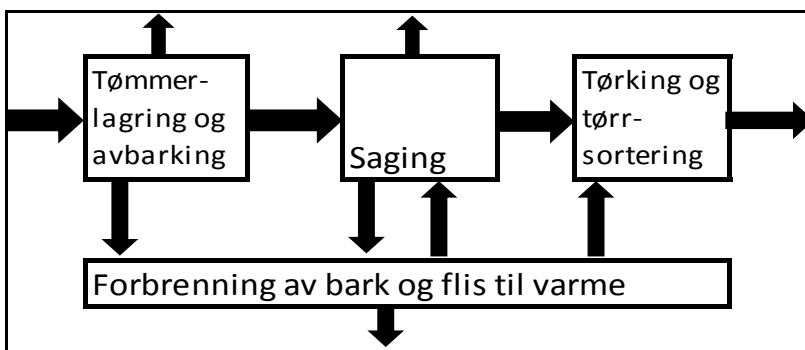 Tømmer-
lagring og
avbarking
Saging
Tørking og
tørr-
sortering
Forbrenning av bark og flis til varme